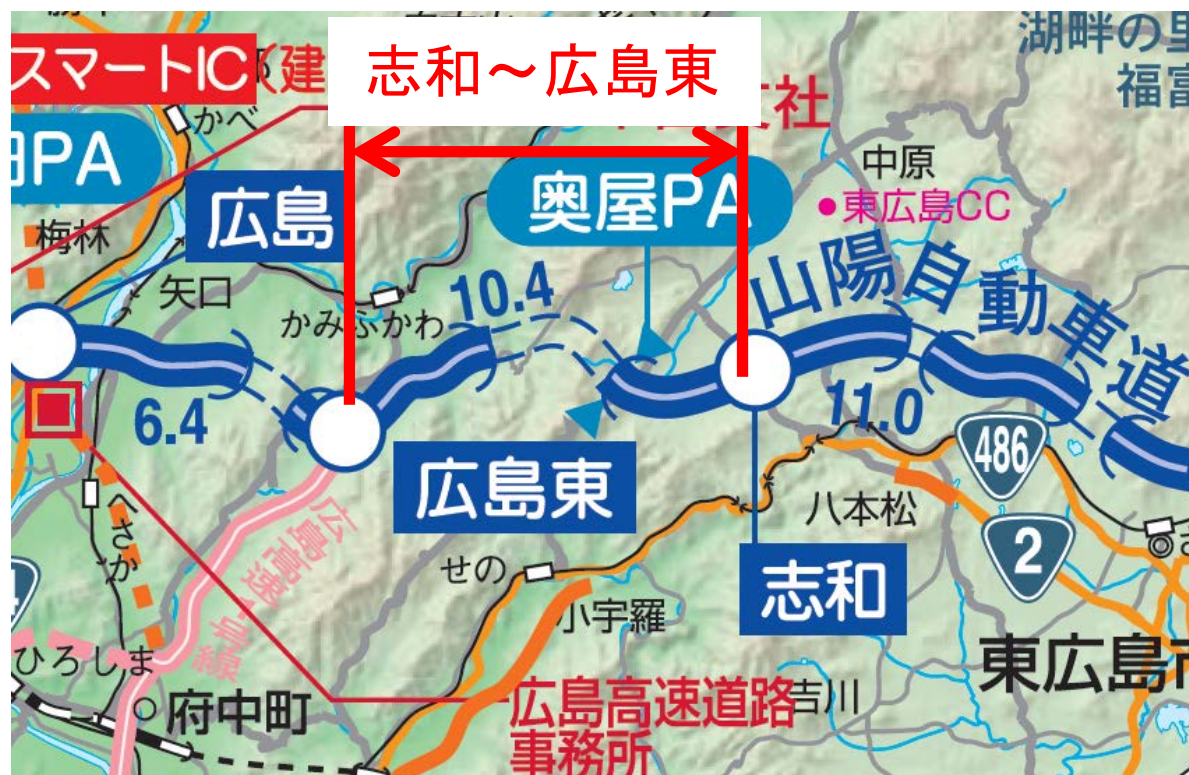 志和～広島東
スマートIC
(建
支社
湖畔の里
福富
かべ
PA
中原
東広島CC
奥屋PA
広島
梅林
矢口
かみふかわ
10.4
山陽自動車道
6.4
11.0
広島東
486
八本松
へさか
せの
2
志和
広島高速1号線
小宇羅
ひろしま
東広島市
府中町
広島高速道路
事務所
吉川